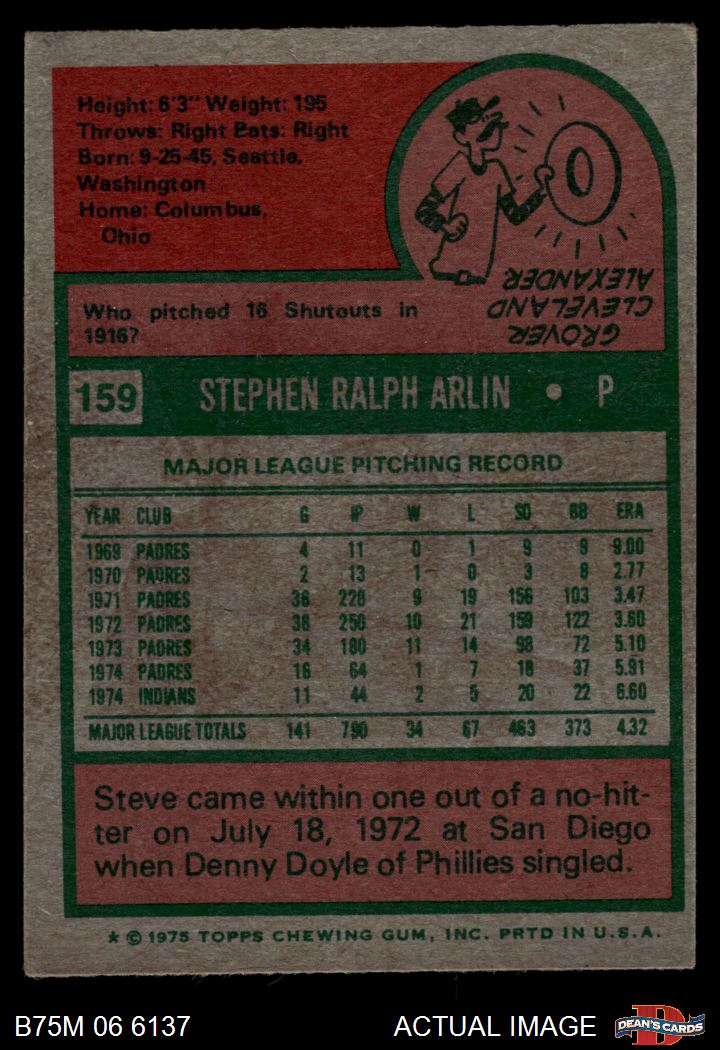 Height: 6'3" Weight: 195
Throws: Right Bats: Right
Born: 9-25-45, Seattle,
Washington
Home: Columbus,
Ohio
O
GROVER
CLEVELAND
ALEXANDER
Who pitched 16 Shutouts in
1916?
159 STEPHEN RALPH ARLIN • P
MAJOR LEAGUE PITCHING RECORD
YEAR CLUB G IP W L SO BB ERA
1969 PADRES 4 11 0 1 9 9 9.00
1970 PADRES 2 13 1 0 3 8 2.77
1971 PADRES 36 228 9 19 156 103 3.47
1972 PADRES 38 250 10 21 159 122 3.60
1973 PADRES 34 180 11 14 98 72 5.10
1974 PADRES 16 64 1 7 18 37 5.91
1974 INDIANS 11 44 2 5 20 22 6.60
MAJOR LEAGUE TOTALS 141 790 34 67 463 373 4.32
Steve came within one out of a no-hit-
ter on July 18, 1972 at San Diego
when Denny Doyle of Phillies singled.
* © 1975 TOPPS CHEWING GUM, INC. PRTD IN U.S.A.
B75M 06 6137 ACTUAL IMAGE D DEAN'S CARDS